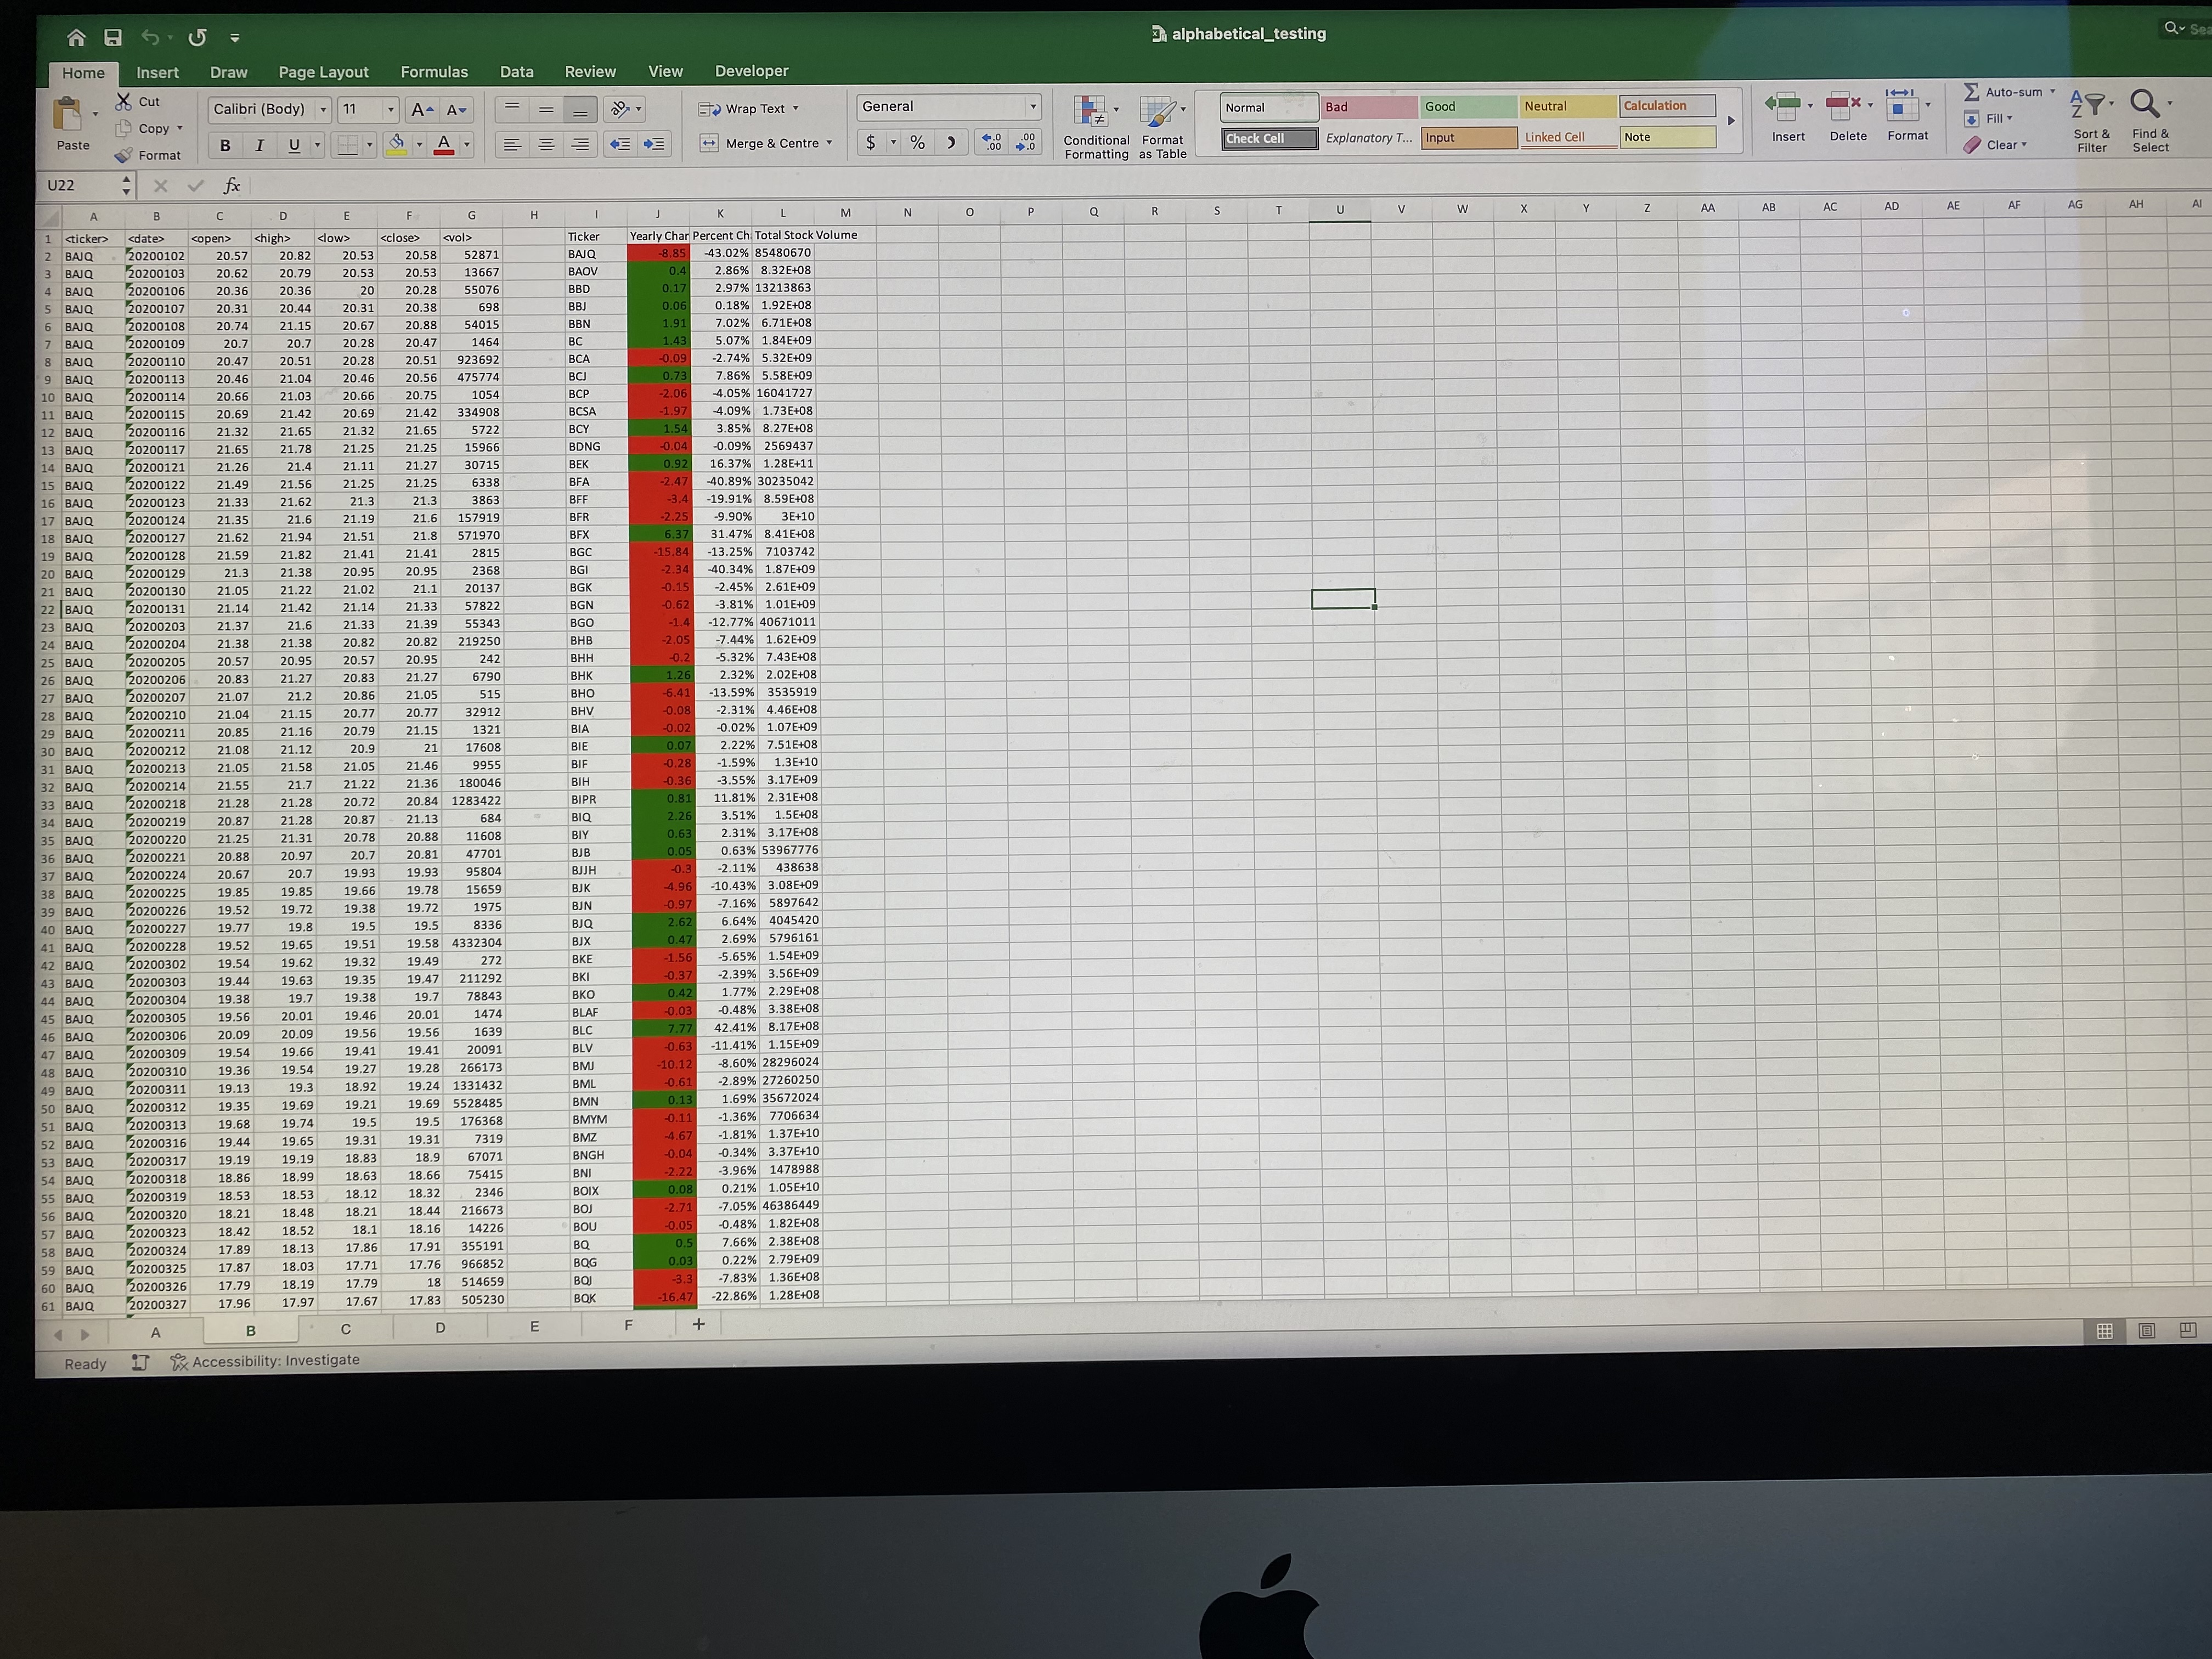 alphabetical_testing
Home Insert Draw Page Layout Formulas Data Review View Developer
Paste Cut Copy Format
Calibri (Body) 11
B I U
Wrap Text
Merge & Centre
General
$ %
Conditional Formatting
Format as Table
Normal Bad Good Neutral Calculation
Check Cell Explanatory T... Input Linked Cell Note
Insert Delete Format
Auto-sum
Fill
Clear
Sort & Filter
Find & Select
U22 fx
A B C D E F G H I J K L M N O P Q R S T U V W X Y Z AA AB AC AD AE AF AG AH AI
1 <ticker> <date> <open> <high> <low> <close> <vol> Ticker Yearly Char Percent Ch Total Stock Volume
2 BAJQ 20200102 20.57 20.82 20.53 20.58 52871 BAJQ -8.85 -43.02% 85480670
3 BAJQ 20200103 20.62 20.79 20.53 20.53 13667 BAOV 0.4 2.86% 8.32E+08
4 BAJQ 20200106 20.36 20.36 20 20.28 55076 BBD 0.17 2.97% 13213863
5 BAJQ 20200107 20.31 20.44 20.31 20.38 698 BBJ 0.06 0.18% 1.92E+08
6 BAJQ 20200108 20.74 21.15 20.67 20.88 54015 BBN 1.91 7.02% 6.71E+08
7 BAJQ 20200109 20.7 20.7 20.28 20.47 1464 BC 1.43 5.07% 1.84E+09
8 BAJQ 20200110 20.47 20.51 20.28 20.51 923692 BCA -0.09 -2.74% 5.32E+09
9 BAJQ 20200113 20.46 21.04 20.46 20.56 475774 BCJ 0.73 7.86% 5.58E+09
10 BAJQ 20200114 20.66 21.03 20.66 20.75 1054 BCP -2.06 -4.05% 16041727
11 BAJQ 20200115 20.69 21.42 20.69 21.42 334908 BCSA -1.97 -4.09% 1.73E+08
12 BAJQ 20200116 21.32 21.65 21.32 21.65 5722 BCY 1.54 3.85% 8.27E+08
13 BAJQ 20200117 21.65 21.78 21.25 21.25 15966 BDNG -0.04 -0.09% 2569437
14 BAJQ 20200121 21.26 21.4 21.11 21.27 30715 BEK 0.92 16.37% 1.28E+11
15 BAJQ 20200122 21.49 21.56 21.25 21.25 6338 BFA -2.47 -40.89% 30235042
16 BAJQ 20200123 21.33 21.62 21.3 21.3 3863 BFF -3.4 -19.91% 8.59E+08
17 BAJQ 20200124 21.35 21.6 21.19 21.6 157919 BFR -2.25 -9.90% 3E+10
18 BAJQ 20200127 21.62 21.94 21.51 21.8 571970 BFX 6.37 31.47% 8.41E+08
19 BAJQ 20200128 21.59 21.82 21.41 21.41 2815 BGC -15.84 -13.25% 7103742
20 BAJQ 20200129 21.3 21.38 20.95 20.95 2368 BGI -2.34 -40.34% 1.87E+09
21 BAJQ 20200130 21.05 21.22 21.02 21.1 20137 BGK -0.15 -2.45% 2.61E+09
22 BAJQ 20200131 21.14 21.42 21.14 21.33 57822 BGN -0.62 -3.81% 1.01E+09
23 BAJQ 20200203 21.37 21.6 21.33 21.39 55343 BGO -1.4 -12.77% 40671011
24 BAJQ 20200204 21.38 21.38 20.82 20.82 219250 BHB -2.05 -7.44% 1.62E+09
25 BAJQ 20200205 20.57 20.95 20.57 20.95 242 BHH -0.2 -5.32% 7.43E+08
26 BAJQ 20200206 20.83 21.27 20.83 21.27 6790 BHK 1.26 2.32% 2.02E+08
27 BAJQ 20200207 21.07 21.2 20.86 21.05 515 BHO -6.41 -13.59% 3535919
28 BAJQ 20200210 21.04 21.15 20.77 20.77 32912 BHV -0.08 -2.31% 4.46E+08
29 BAJQ 20200211 20.85 21.16 20.79 21.15 1321 BIA -0.02 -0.02% 1.07E+09
30 BAJQ 20200212 21.08 21.12 20.9 21 17608 BIE 0.07 2.22% 7.51E+08
31 BAJQ 20200213 21.05 21.58 21.05 21.46 9955 BIF -0.28 -1.59% 1.3E+10
32 BAJQ 20200214 21.55 21.7 21.22 21.36 180046 BIH -0.36 -3.55% 3.17E+09
33 BAJQ 20200218 21.28 21.28 20.72 20.84 1283422 BIPR 0.81 11.81% 2.31E+08
34 BAJQ 20200219 20.87 21.28 20.87 21.13 684 BIQ 2.26 3.51% 1.5E+08
35 BAJQ 20200220 21.25 21.31 20.78 20.88 11608 BIY 0.63 2.31% 3.17E+08
36 BAJQ 20200221 20.88 20.97 20.7 20.81 47701 BJB 0.05 0.63% 53967776
37 BAJQ 20200224 20.67 20.7 19.93 19.93 95804 BJJH -0.3 -2.11% 438638
38 BAJQ 20200225 19.85 19.85 19.66 19.78 15659 BJK -4.96 -10.43% 3.08E+09
39 BAJQ 20200226 19.52 19.72 19.38 19.72 1975 BJN -0.97 -7.16% 5897642
40 BAJQ 20200227 19.77 19.8 19.5 19.5 8336 BJQ 2.62 6.64% 4045420
41 BAJQ 20200228 19.52 19.65 19.51 19.58 4332304 BJX 0.47 2.69% 5796161
42 BAJQ 20200302 19.54 19.62 19.32 19.49 272 BKE -1.56 -5.65% 1.54E+09
43 BAJQ 20200303 19.44 19.63 19.35 19.47 211292 BKI -0.37 -2.39% 3.56E+09
44 BAJQ 20200304 19.38 19.7 19.38 19.7 78843 BKO 0.42 1.77% 2.29E+08
45 BAJQ 20200305 19.56 20.01 19.46 20.01 1474 BLAF -0.03 -0.48% 3.38E+08
46 BAJQ 20200306 20.09 20.09 19.56 19.56 1639 BLC 7.77 42.41% 8.17E+08
47 BAJQ 20200309 19.54 19.66 19.41 19.41 20091 BLV -0.63 -11.41% 1.15E+09
48 BAJQ 20200310 19.36 19.54 19.27 19.28 266173 BMJ -10.12 -8.60% 28296024
49 BAJQ 20200311 19.13 19.3 18.92 19.24 1331432 BML -0.61 -2.89% 27260250
50 BAJQ 20200312 19.35 19.69 19.21 19.69 5528485 BMN 0.13 1.69% 35672024
51 BAJQ 20200313 19.68 19.74 19.5 19.5 176368 BMYM -0.11 -1.36% 7706634
52 BAJQ 20200316 19.44 19.65 19.31 19.31 7319 BMZ -4.67 -1.81% 1.37E+10
53 BAJQ 20200317 19.19 19.19 18.83 18.9 67071 BNGH -0.04 -0.34% 3.37E+10
54 BAJQ 20200318 18.86 18.99 18.63 18.66 75415 BNI -2.22 -3.96% 1478988
55 BAJQ 20200319 18.53 18.53 18.12 18.32 2346 BOIX 0.08 0.21% 1.05E+10
56 BAJQ 20200320 18.21 18.48 18.21 18.44 216673 BOJ -2.71 -7.05% 46386449
57 BAJQ 20200323 18.42 18.52 18.1 18.16 14226 BOU -0.05 -0.48% 1.82E+08
58 BAJQ 20200324 17.89 18.13 17.86 17.91 355191 BQ 0.5 7.66% 2.38E+08
59 BAJQ 20200325 17.87 18.03 17.71 17.76 966852 BQG 0.03 0.22% 2.79E+09
60 BAJQ 20200326 17.79 18.19 17.79 18 514659 BQJ -3.3 -7.83% 1.36E+08
61 BAJQ 20200327 17.96 17.97 17.67 17.83 505230 BQK -16.47 -22.86% 1.28E+08
A B C D E F +
Ready Accessibility: Investigate